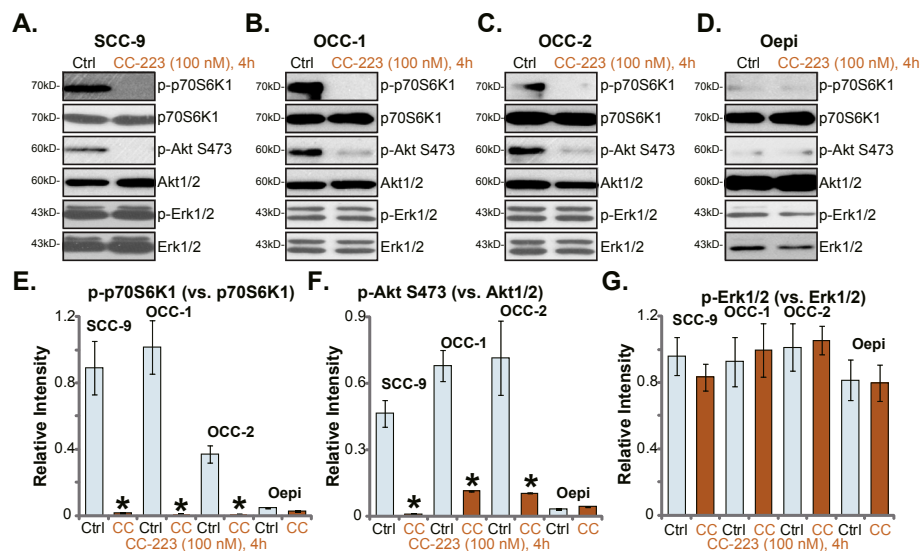 A.
SCC-9
Ctrl CC-223 (100 nM), 4h
70kD- p-p70S6K1
70kD- p70S6K1
60kD- p-Akt S473
60kD- Akt1/2
43kD- p-Erk1/2
43kD- Erk1/2
B.
OCC-1
Ctrl CC-223 (100 nM), 4h
70kD- p-p70S6K1
70kD- p70S6K1
60kD- p-Akt S473
60kD- Akt1/2
43kD- p-Erk1/2
43kD- Erk1/2
C.
OCC-2
Ctrl CC-223 (100 nM), 4h
70kD- p-p70S6K1
70kD- p70S6K1
60kD- p-Akt S473
60kD- Akt1/2
43kD- p-Erk1/2
43kD- Erk1/2
D.
Oepi
Ctrl CC-223 (100 nM), 4h
70kD- p-p70S6K1
70kD- p70S6K1
60kD- p-Akt S473
60kD- Akt1/2
43kD- p-Erk1/2
43kD- Erk1/2
E.
p-p70S6K1 (vs. p70S6K1)
Relative Intensity
1.2
0.8
0.4
0
SCC-9
OCC-1
OCC-2
Oepi
* * *
Ctrl CC Ctrl CC Ctrl CC Ctrl CC
CC-223 (100 nM), 4h
F.
p-Akt S473 (vs. Akt1/2)
Relative Intensity
0.9
0.6
0.3
0
SCC-9
OCC-1
OCC-2
Oepi
* * *
Ctrl CC Ctrl CC Ctrl CC Ctrl CC
CC-223 (100 nM), 4h
G.
p-Erk1/2 (vs. Erk1/2)
Relative Intensity
1.2
0.8
0.4
0
SCC-9 OCC-1 OCC-2
Oepi
Ctrl CC Ctrl CC Ctrl CC Ctrl CC
CC-223 (100 nM), 4h